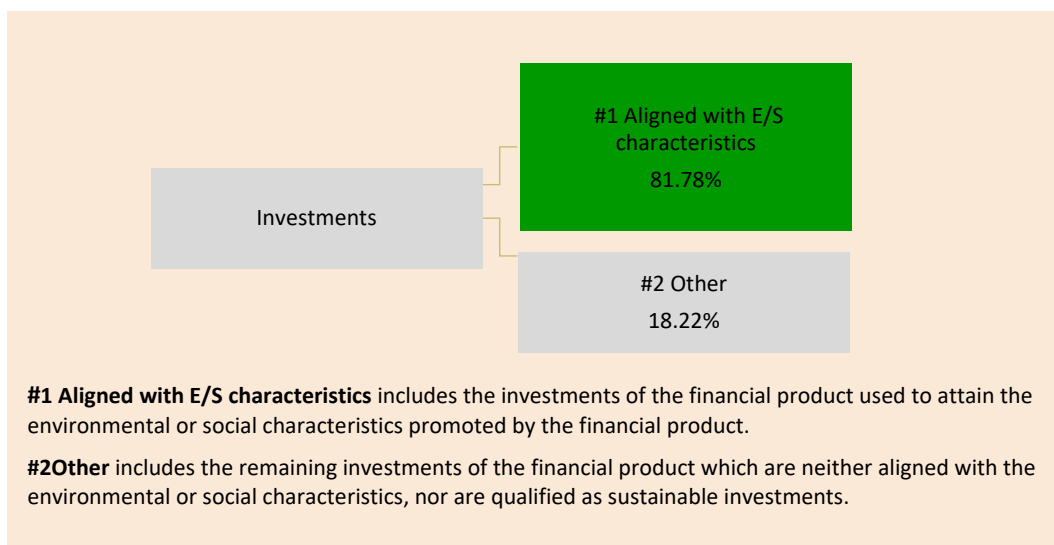 #1 Aligned with E/S
characteristics
81.78%
Investments
#2 Other
18.22%
#1 Aligned with E/S characteristics includes the investments of the financial product used to attain the
environmental or social characteristics promoted by the financial product.
#2Other includes the remaining investments of the financial product which are neither aligned with the
environmental or social characteristics, nor are qualified as sustainable investments.